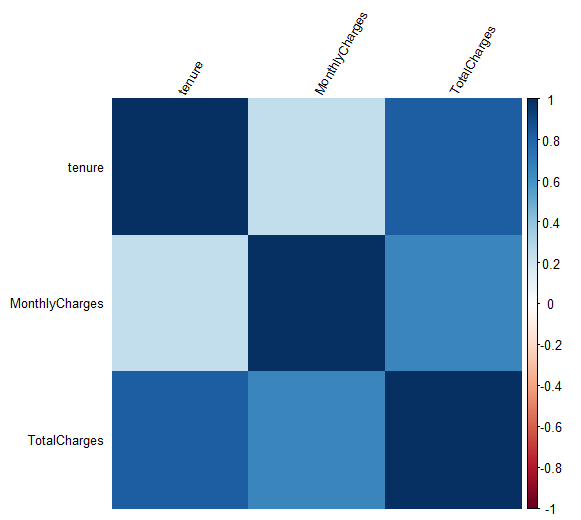 tenure
MonthlyCharges
TotalCharges
tenure
MonthlyCharges
TotalCharges
1
0.8
0.6
0.4
0.2
0
-0.2
-0.4
-0.6
-0.8
-1